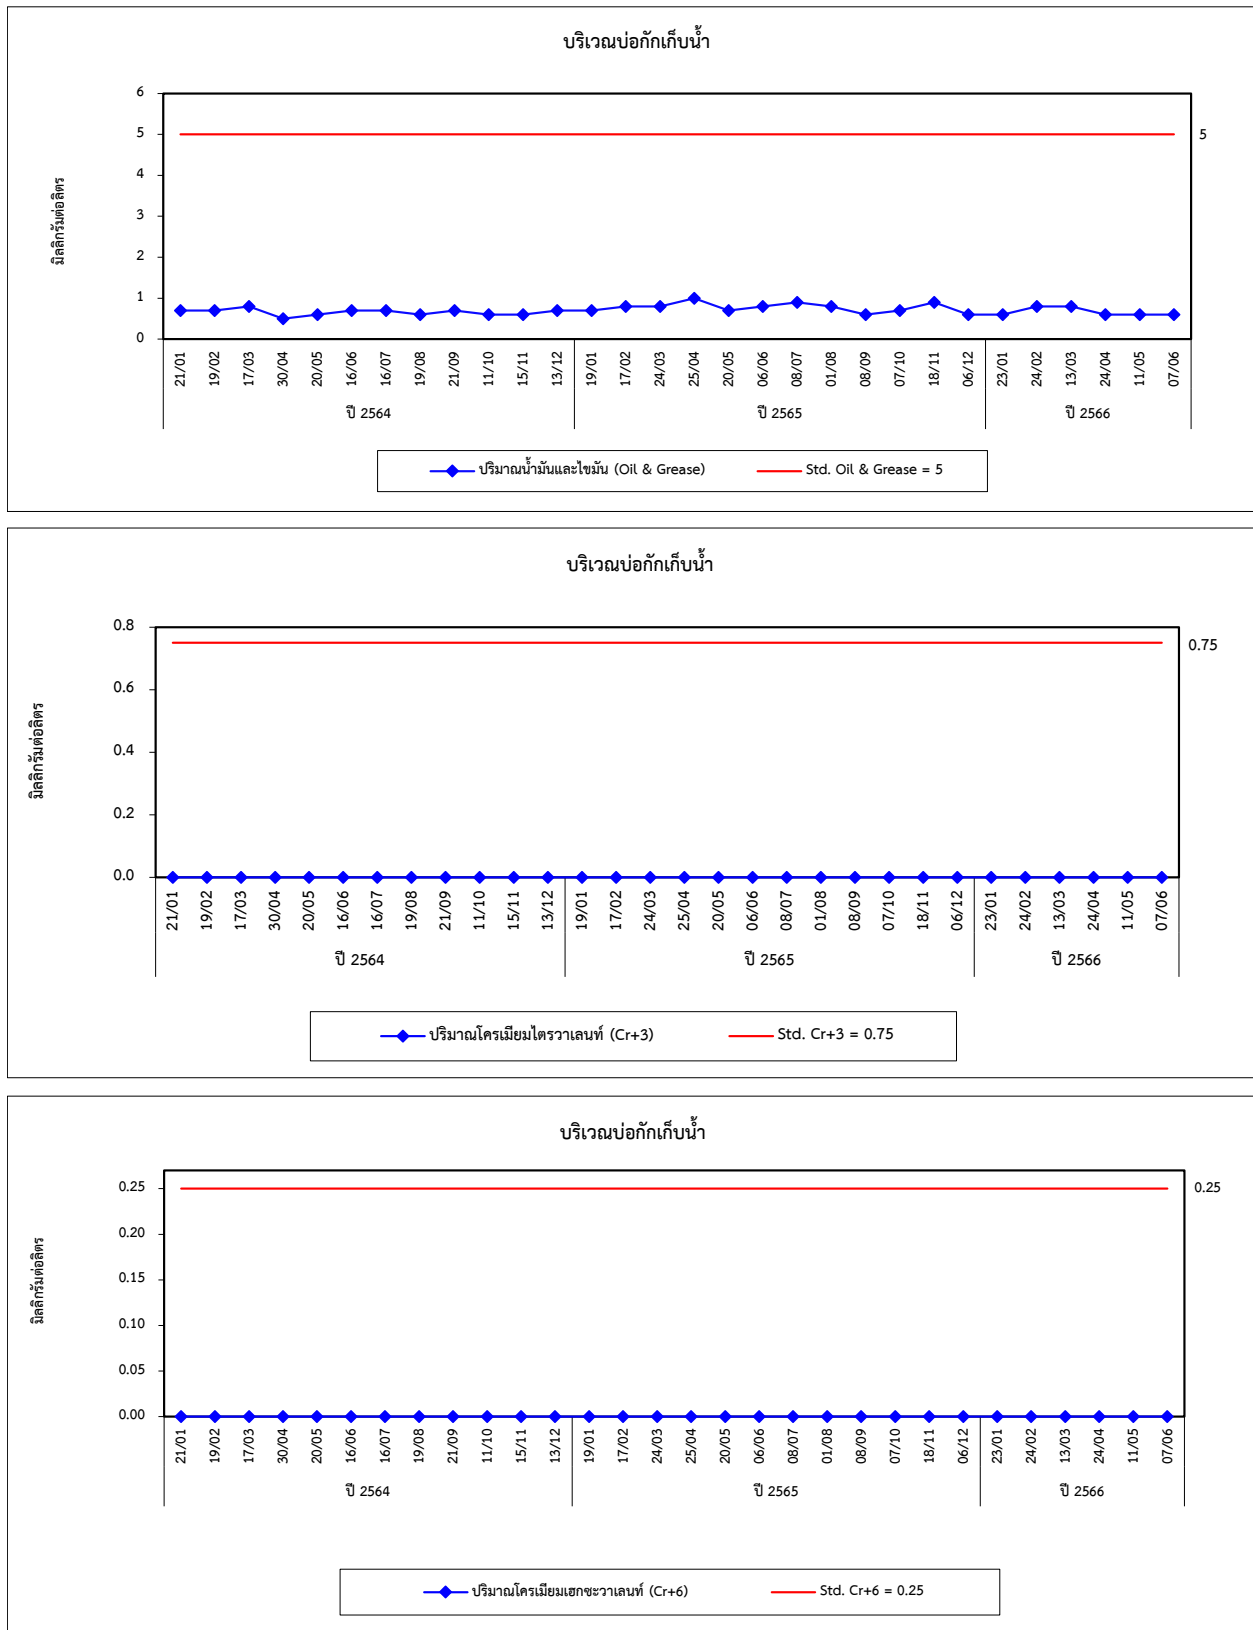 บริเวณบ่อกักเก็บน้ำ
6
5
4
3
2
1
0
5
มิลลิกรัมต่อลิตร
21/01 19/02 17/03 30/04 20/05 16/06 16/07 19/08 21/09 11/10 15/11 13/12 19/01 17/02 24/03 25/04 20/05 06/06 08/07 01/08 08/09 07/10 18/11 06/12 23/01 24/02 13/03 24/04 11/05 07/06
ปี 2564 ปี 2565 ปี 2566
ปริมาณน้ำมันและไขมัน (Oil & Grease) Std. Oil & Grease = 5
บริเวณบ่อกักเก็บน้ำ
0.8
0.6
0.4
0.2
0.0
0.75
มิลลิกรัมต่อลิตร
21/01 19/02 17/03 30/04 20/05 16/06 16/07 19/08 21/09 11/10 15/11 13/12 19/01 17/02 24/03 25/04 20/05 06/06 08/07 01/08 08/09 07/10 18/11 06/12 23/01 24/02 13/03 24/04 11/05 07/06
ปี 2564 ปี 2565 ปี 2566
ปริมาณโครเมียมไตรวาเลนท์ (Cr+3) Std. Cr+3 = 0.75
บริเวณบ่อกักเก็บน้ำ
0.25
0.20
0.15
0.10
0.05
0.00
0.25
มิลลิกรัมต่อลิตร
21/01 19/02 17/03 30/04 20/05 16/06 16/07 19/08 21/09 11/10 15/11 13/12 19/01 17/02 24/03 25/04 20/05 06/06 08/07 01/08 08/09 07/10 18/11 06/12 23/01 24/02 13/03 24/04 11/05 07/06
ปี 2564 ปี 2565 ปี 2566
ปริมาณโครเมียมเฮกซะวาเลนท์ (Cr+6) Std. Cr+6 = 0.25